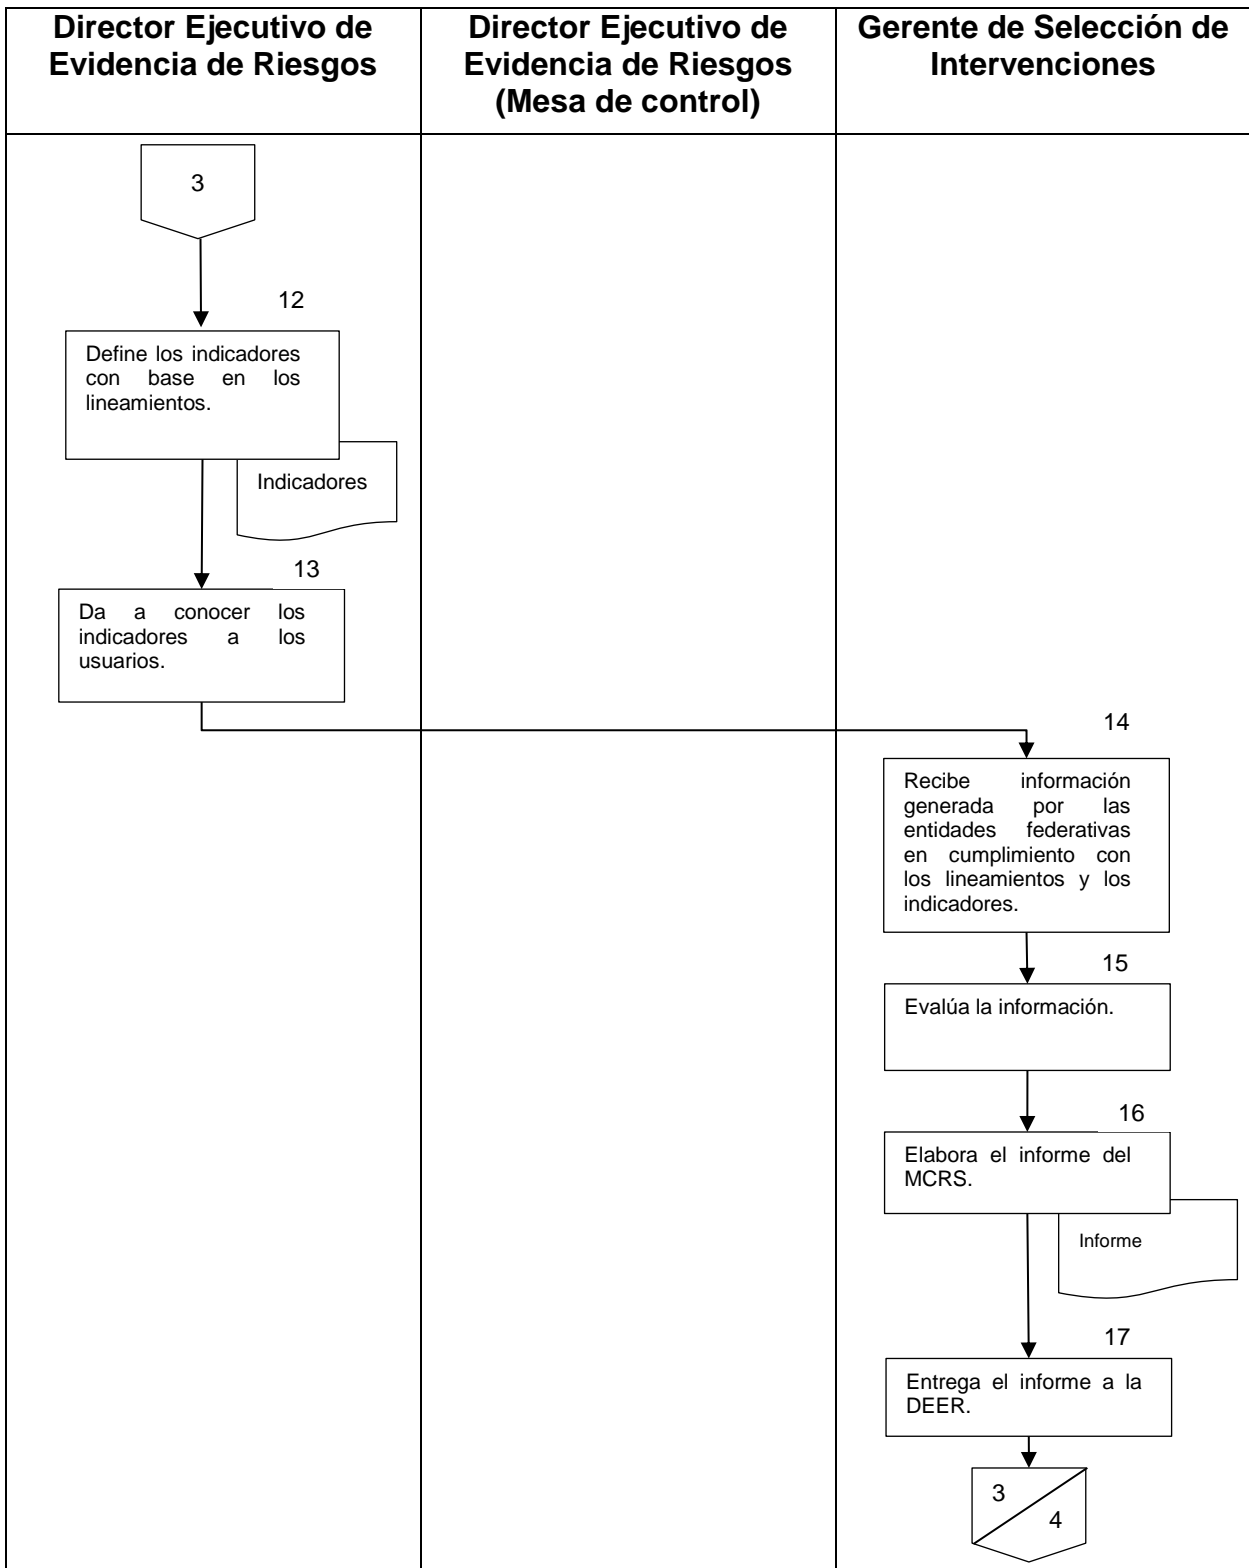 Director Ejecutivo de
Evidencia de Riesgos
Director Ejecutivo de
Evidencia de Riesgos
(Mesa de control)
Gerente de Selección de
Intervenciones
3
12
Define los indicadores
con base en los
lineamientos.
Indicadores
13
Da a conocer los
indicadores a los
usuarios.
14
Recibe información
generada por las
entidades federativas
en cumplimiento con
los lineamientos y los
indicadores.
15
Evalúa la información.
16
Elabora el informe del
MCRS.
Informe
17
Entrega el informe a la
DEER.
3
4